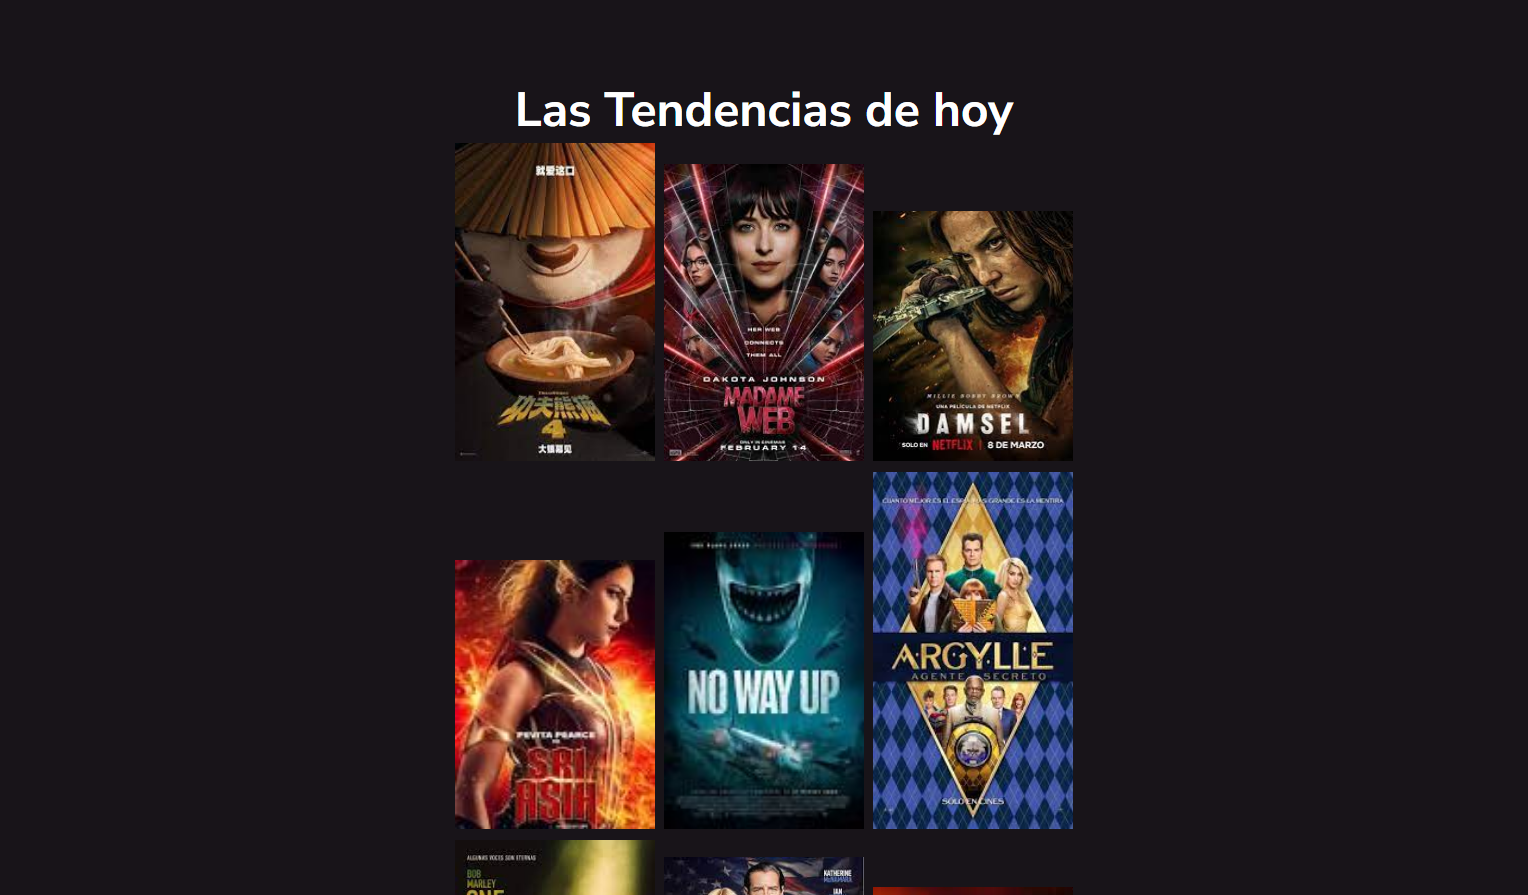 Las Tendencias de hoy
就爱这口
功夫熊猫
4
大银幕见
HER WEB
CONNECTS
THEM ALL
DAKOTA JOHNSON
MADAME
WEB
ONLY IN CINEMAS
FEBRUARY 14
MILLIE BOBBY BROWN
UNA PELÍCULA DE NETFLIX
DAMSEL
SOLO EN NETFLIX | 8 DE MARZO
PEVITA PEARCE
SRI
ASIH
NO WAY UP
CUANTO MEJOR ES EL ESPÍA MÁS GRANDE ES LA MENTIRA
ARGYLLE
AGENTE SECRETO
SOLO EN CINES
ALGUNAS VOCES SON ETERNAS
BOB
MARLEY
ONE
KATHERINE
McNAMARA
IAN